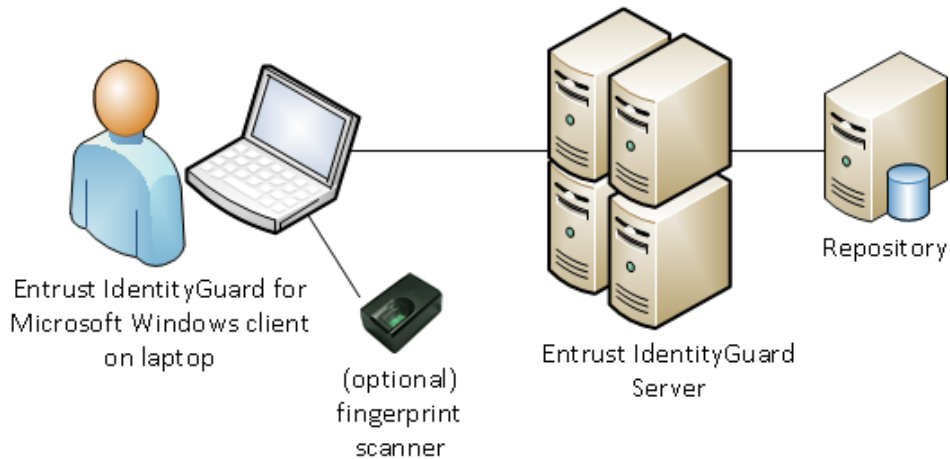 Entrust IdentityGuard for
Microsoft Windows client
on laptop
(optional)
fingerprint
scanner
Entrust IdentityGuard
Server
Repository